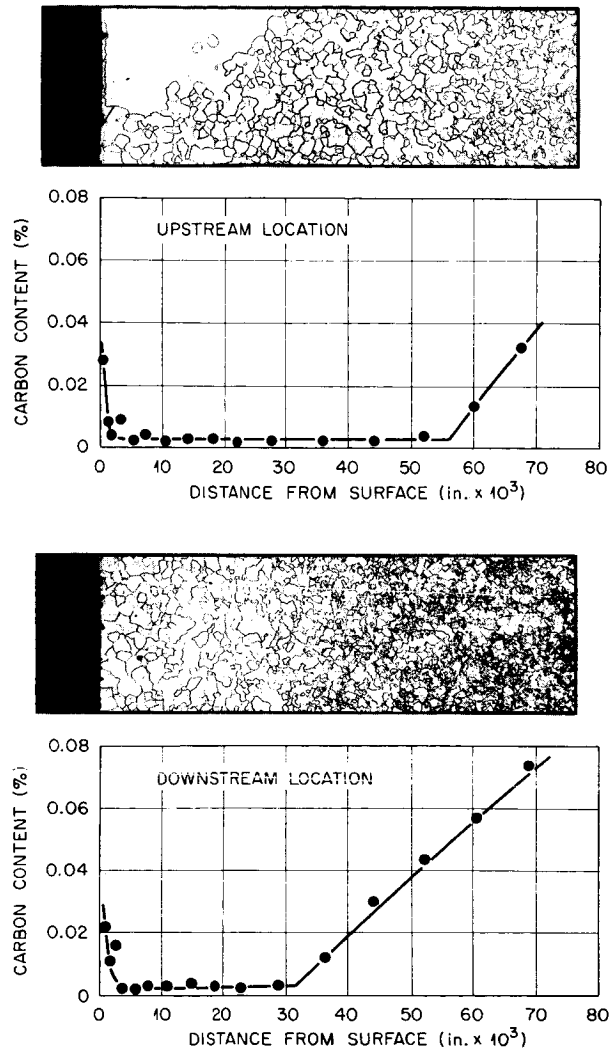 0.08
0.06
0.04
0.02
0
CARBON CONTENT (%)
UPSTREAM LOCATION
0 10 20 30 40 50 60 70 80
DISTANCE FROM SURFACE (in. x 10³)
0.08
0.06
0.04
0.02
0
CARBON CONTENT (%)
DOWNSTREAM LOCATION
0 10 20 30 40 50 60 70 80
DISTANCE FROM SURFACE (in. x 10³)